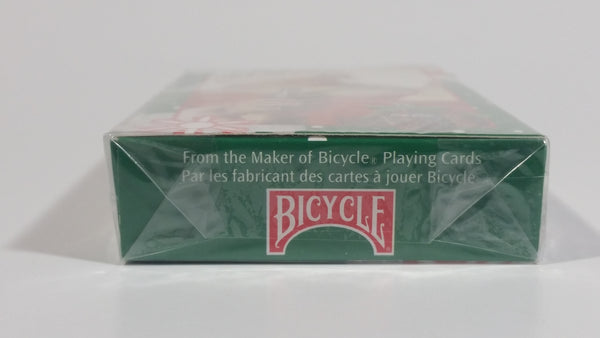 From the Maker of Bicycle® Playing Cards
Par les fabricant des cartes à jouer Bicycle
BICYCLE